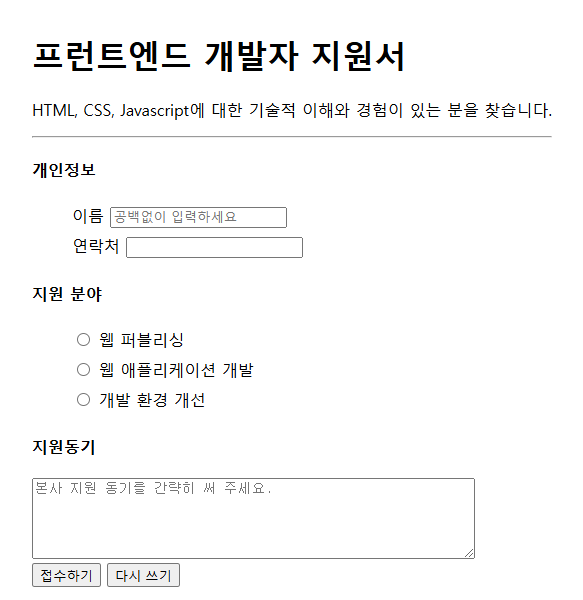 프런트엔드 개발자 지원서
HTML, CSS, Javascript에 대한 기술적 이해와 경험이 있는 분을 찾습니다.
개인정보
이름 공백없이 입력하세요
연락처
지원 분야
웹 퍼블리싱
웹 애플리케이션 개발
개발 환경 개선
지원동기
본사 지원 동기를 간략히 써 주세요.
접수하기 다시 쓰기